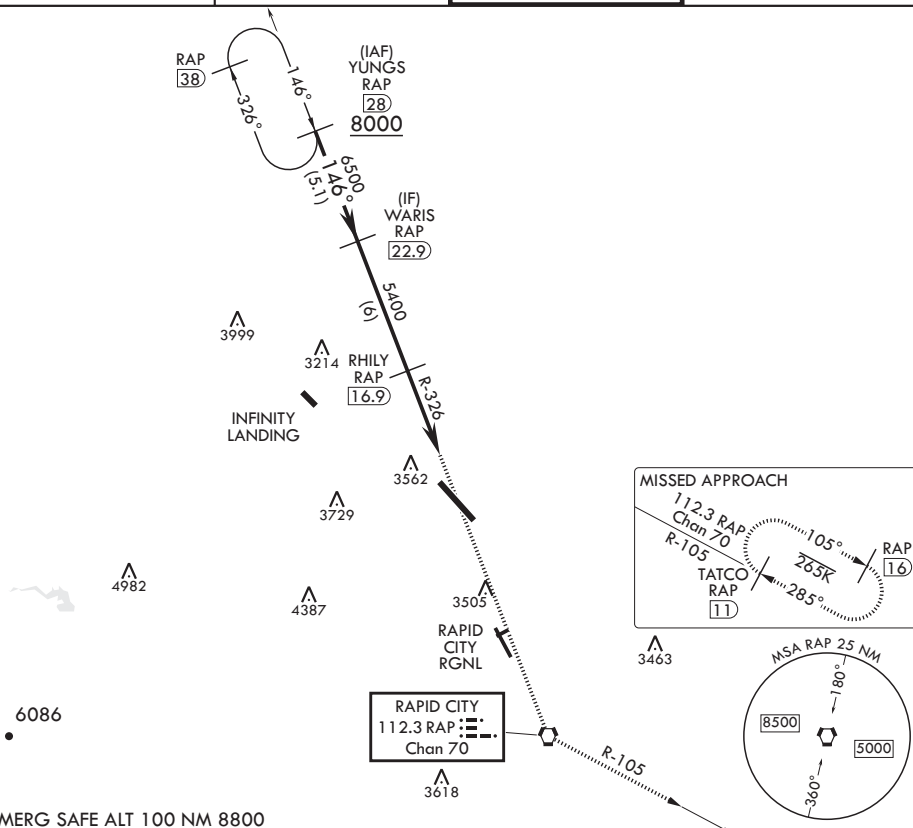 RAP
38
(IAF)
YUNGS
RAP
28
8000
146°
326°
6500
146°
(5.1)
(IF)
WARIS
RAP
22.9
5400
(6)
3999
3214
RHILY
RAP
16.9
R-326
INFINITY
LANDING
3562
3729
MISSED APPROACH
112.3 RAP
Chan 70
R-105
105°
265K
285°
TATCO
RAP
11
RAP
16
4982
4387
3505
RAPID
CITY
RGNL
3463
MSA RAP 25 NM
180°
8500
5000
360°
6086
RAPID CITY
112.3 RAP
Chan 70
R-105
3618
MERG SAFE ALT 100 NM 8800